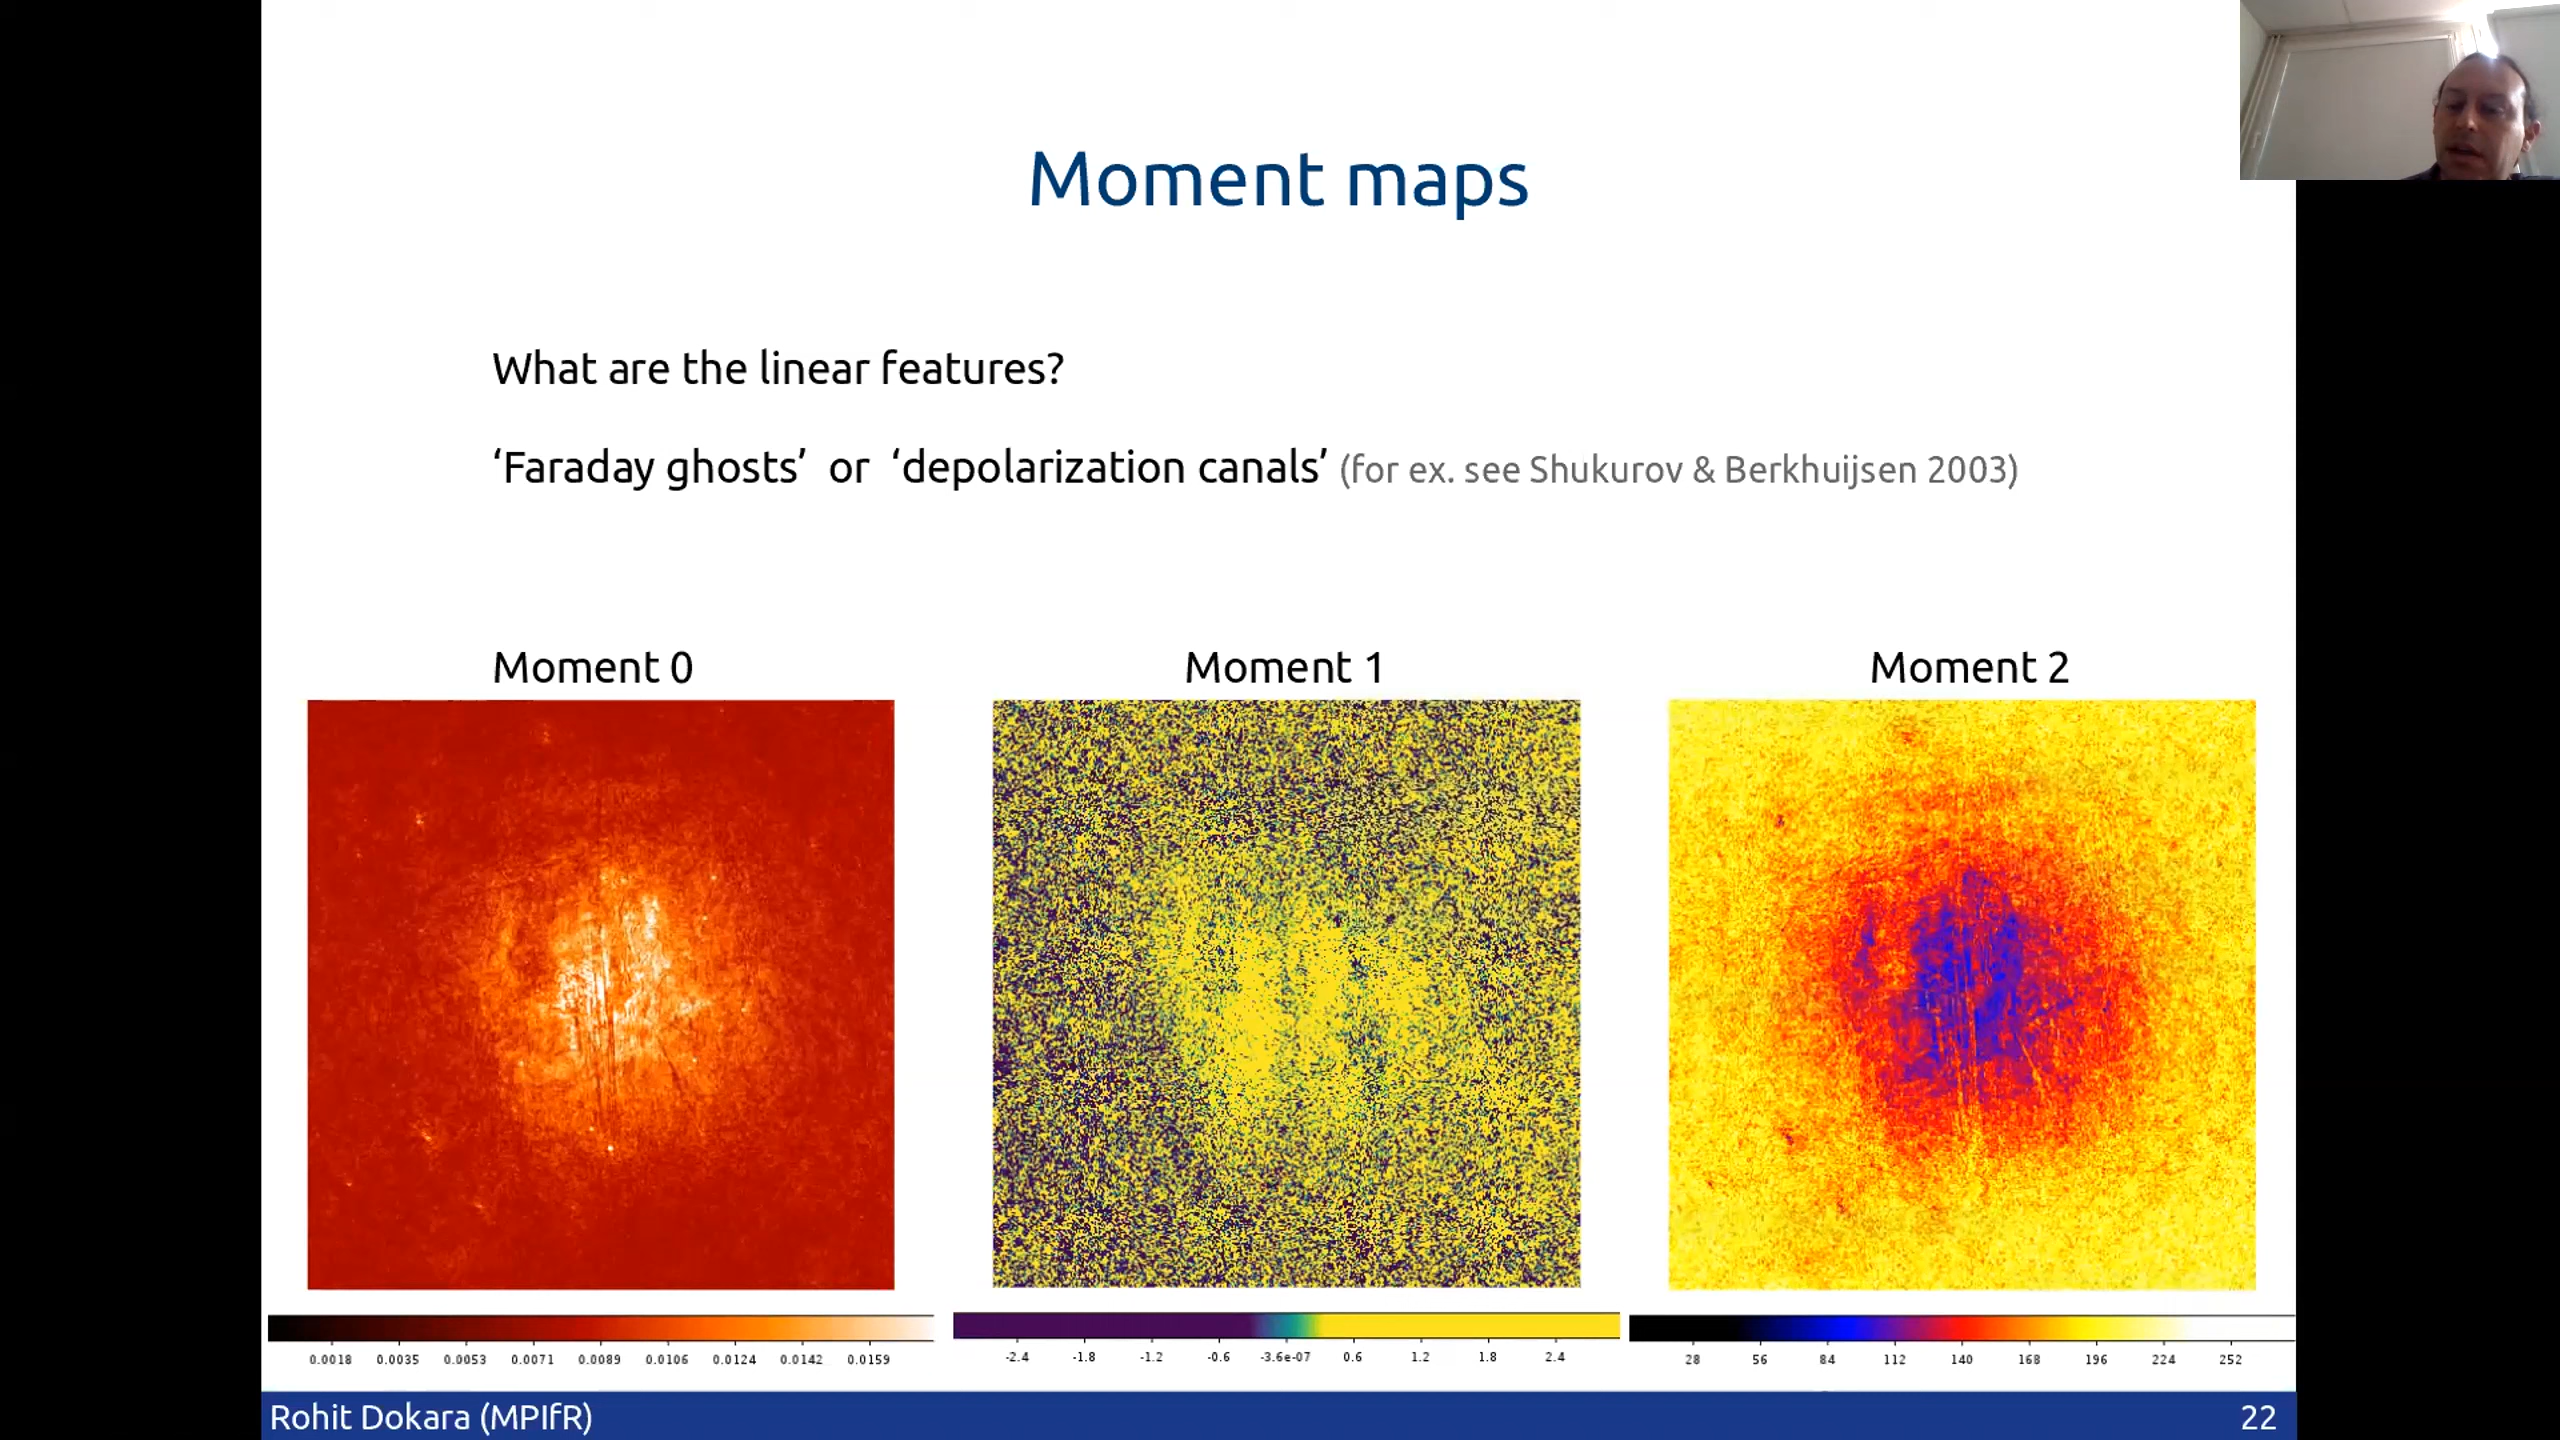 Moment maps
What are the linear features?
‘Faraday ghosts’ or ‘depolarization canals’ (for ex. see Shukurov & Berkhuijsen 2003)
Moment 0 Moment 1 Moment 2
0.0018 0.0035 0.0053 0.0071 0.0089 0.0106 0.0124 0.0142 0.0159
-2.4 -1.8 -1.2 -0.6 -3.6e-07 0.6 1.2 1.8 2.4
28 56 84 112 140 168 196 224 252
Rohit Dokara (MPIfR) 22